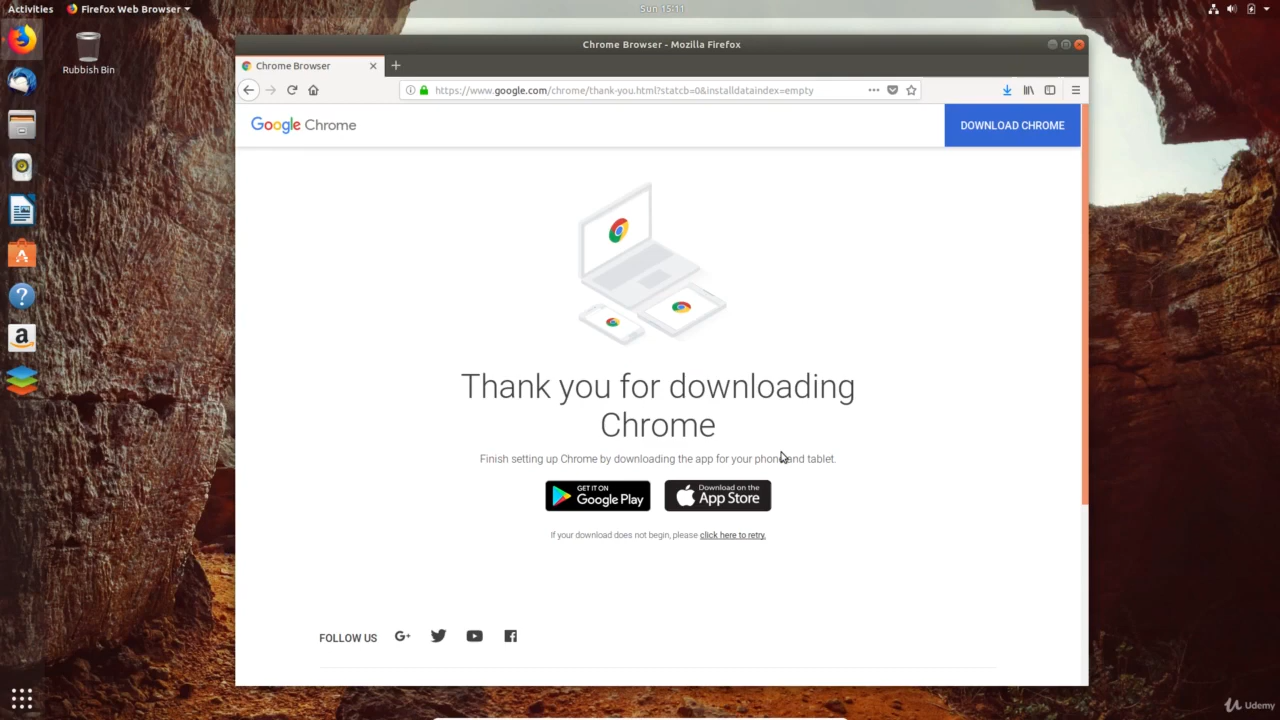 Activities
Firefox Web Browser
Sun 15:11
Rubbish Bin
Chrome Browser - Mozilla Firefox
Chrome Browser
https://www.google.com/chrome/thank-you.html?statcb=0&installdataindex=empty
Google Chrome
DOWNLOAD CHROME
Thank you for downloading
Chrome
Finish setting up Chrome by downloading the app for your phone and tablet.
GET IT ON
Google Play
Download on the
App Store
If your download does not begin, please click here to retry.
FOLLOW US
Udemy